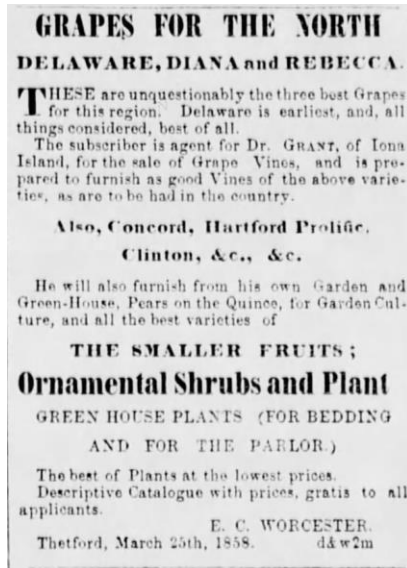 GRAPES FOR THE NORTH
DELAWARE, DIANA and REBECCA.
THESE are unquestionably the three best Grapes
for this region. Delaware is earliest, and, all
things considered, best of all.
The subscriber is agent for Dr. GRANT, of Iona
Island, for the sale of Grape Vines, and is pre-
pared to furnish as good Vines of the above varie-
ties, as are to be had in the country.
Also, Concord, Hartford Prolific,
Clinton, &c., &c.
He will also furnish from his own Garden and
Green-House, Pears on the Quince, for Garden Cul-
ture, and all the best varieties of
THE SMALLER FRUITS;
Ornamental Shrubs and Plant
GREEN HOUSE PLANTS (FOR BEDDING
AND FOR THE PARLOR.)
The best of Plants at the lowest prices.
Descriptive Catalogue with prices, gratis to all
applicants.
E. C. WORCESTER.
Thetford, March 25th, 1858. d&w2m